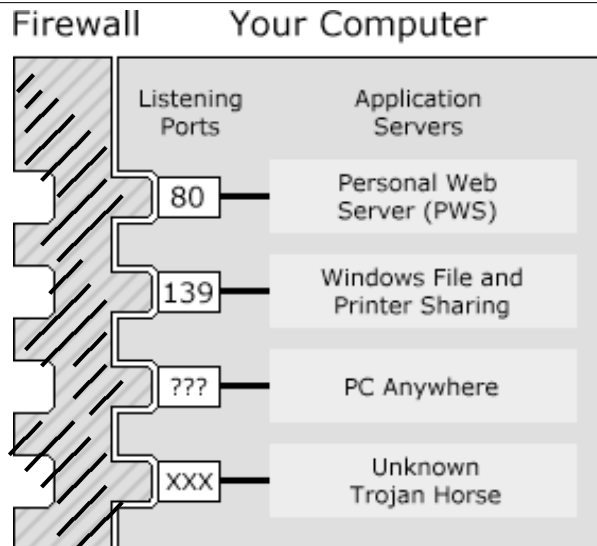 Firewall
Your Computer
Listening
Ports
Application
Servers
80
Personal Web
Server (PWS)
139
Windows File and
Printer Sharing
???
PC Anywhere
XXX
Unknown
Trojan Horse